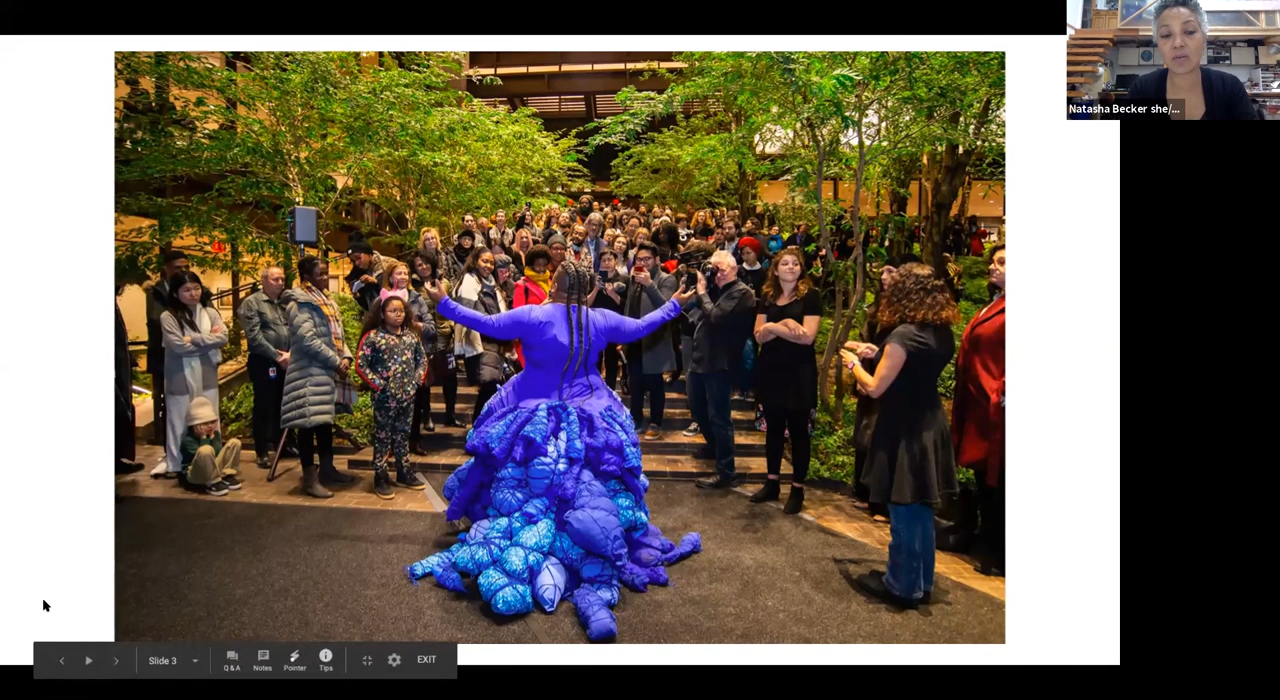 Natasha Becker she/...
Slide 3
Q & A
Notes
Pointer
Tips
EXIT